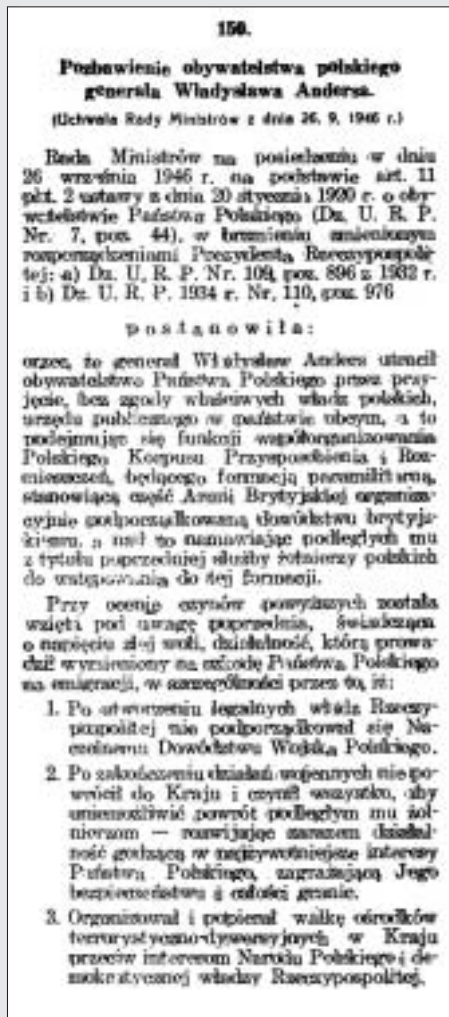 150.
Pozbawienie obywatelstwa polskiego
generała Władysława Andersa.
(Uchwała Rady Ministrów z dnia 26. 9. 1946 r.)
Rada Ministrów na posiedzeniu w dniu
26 września 1946 r. na podstawie art. 11
pkt. 2 ustawy z dnia 20 stycznia 1920 r. o oby-
watelstwie Państwa Polskiego (Dz. U. R. P.
Nr. 7, poz. 44), w brzmieniu zmienionym
rozporządzeniami Prezydenta Rzeczypospoli-
tej: a) Dz. U. R. P. Nr. 109, poz. 896 z 1932 r.
i b) Dz. U. R. P. 1934 r. Nr. 110, poz. 976
postanowiła:
orzec, że generał Władysław Anders utracił
obywatelstwo Państwa Polskiego przez przy-
jęcie, bez zgody właściwych władz polskich,
urzędu publicznego w państwie obcym, a to
podejmując się funkcji współorganizowania
Polskiego Korpusu Przysposobienia i Roz-
mieszczeń, będącego formacją paramilitarną,
stanowiącą część Armii Brytyjskiej organiza-
cyjnie podporządkowaną dowództwu brytyj-
skiemu, a nad to namawiając podległych mu
z tytułu poprzedniej służby żołnierzy polskich
do wstępowania do tej formacji.
Przy ocenie czynów powyższych została
wzięta pod uwagę poprzednia, świadcząca
o napięciu złej woli, działalność, którą prowa-
dził wymieniony na szkodę Państwa Polskiego
na emigracji, w szczególności przez to, iż:
1. Po utworzeniu legalnych władz Rzeczy-
pospolitej nie podporządkował się Na-
czelnemu Dowództwu Wojska Polskiego.
2. Po zakończeniu działań wojennych nie po-
wrócił do Kraju i czynił wszystko, aby
uniemożliwić powrót podległym mu żoł-
nierzom — rozwijając zarazem działal-
ność godzącą w najżywotniejsze interesy
Państwa Polskiego, zagrażającą Jego
bezpieczeństwu i całości granic.
3. Organizował i popierał walkę ośrodków
terrorystyczno-dywersyjnych w Kraju
przeciw interesom Narodu Polskiego i de-
mokratycznej władzy Rzeczypospolitej.